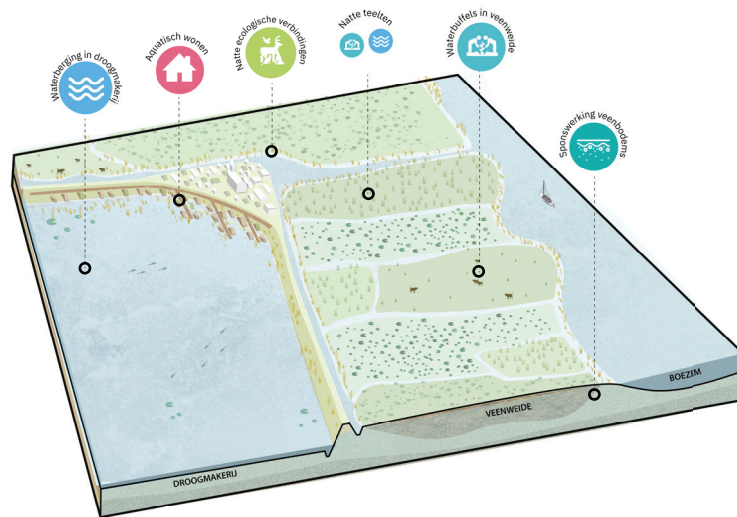 Waterberging in droogmakerij
Aquatisch wonen
Natte ecologische verbindingen
Natte teelten
Waterbuffels in veenweide
Sponswerking veenbodems
BOEZEM
VEENWEIDE
DROOGMAKERIJ